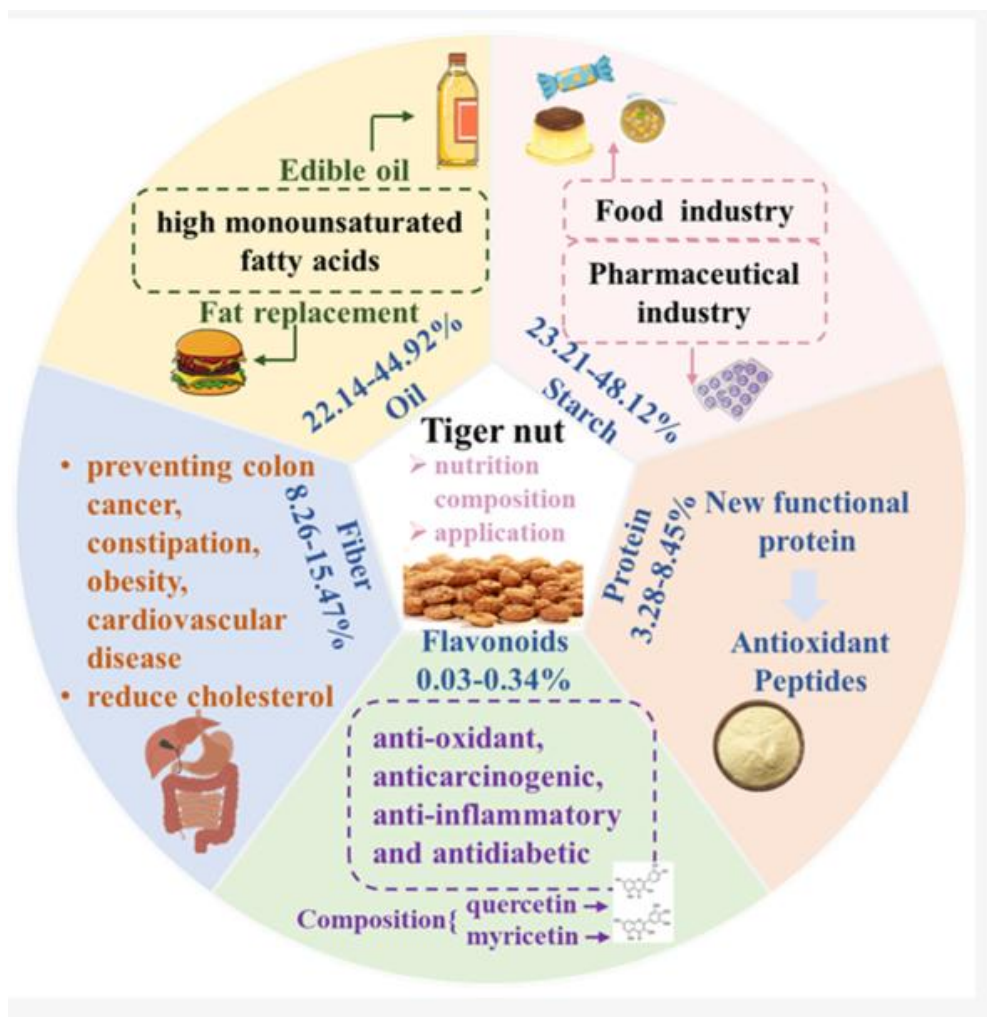 Edible oil
high monounsaturated
fatty acids
Fat replacement
22.14-44.92%
Oil
Food industry
Pharmaceutical
industry
23.21-48.12%
Starch
Tiger nut
➢ nutrition
composition
➢ application
• preventing colon
cancer,
constipation,
obesity,
cardiovascular
disease
• reduce cholesterol
Fiber
8.26-15.47%
Protein
3.28-8.45%
New functional
protein
Antioxidant
Peptides
Flavonoids
0.03-0.34%
anti-oxidant,
anticarcinogenic,
anti-inflammatory
and antidiabetic
Composition{
quercetin
myricetin